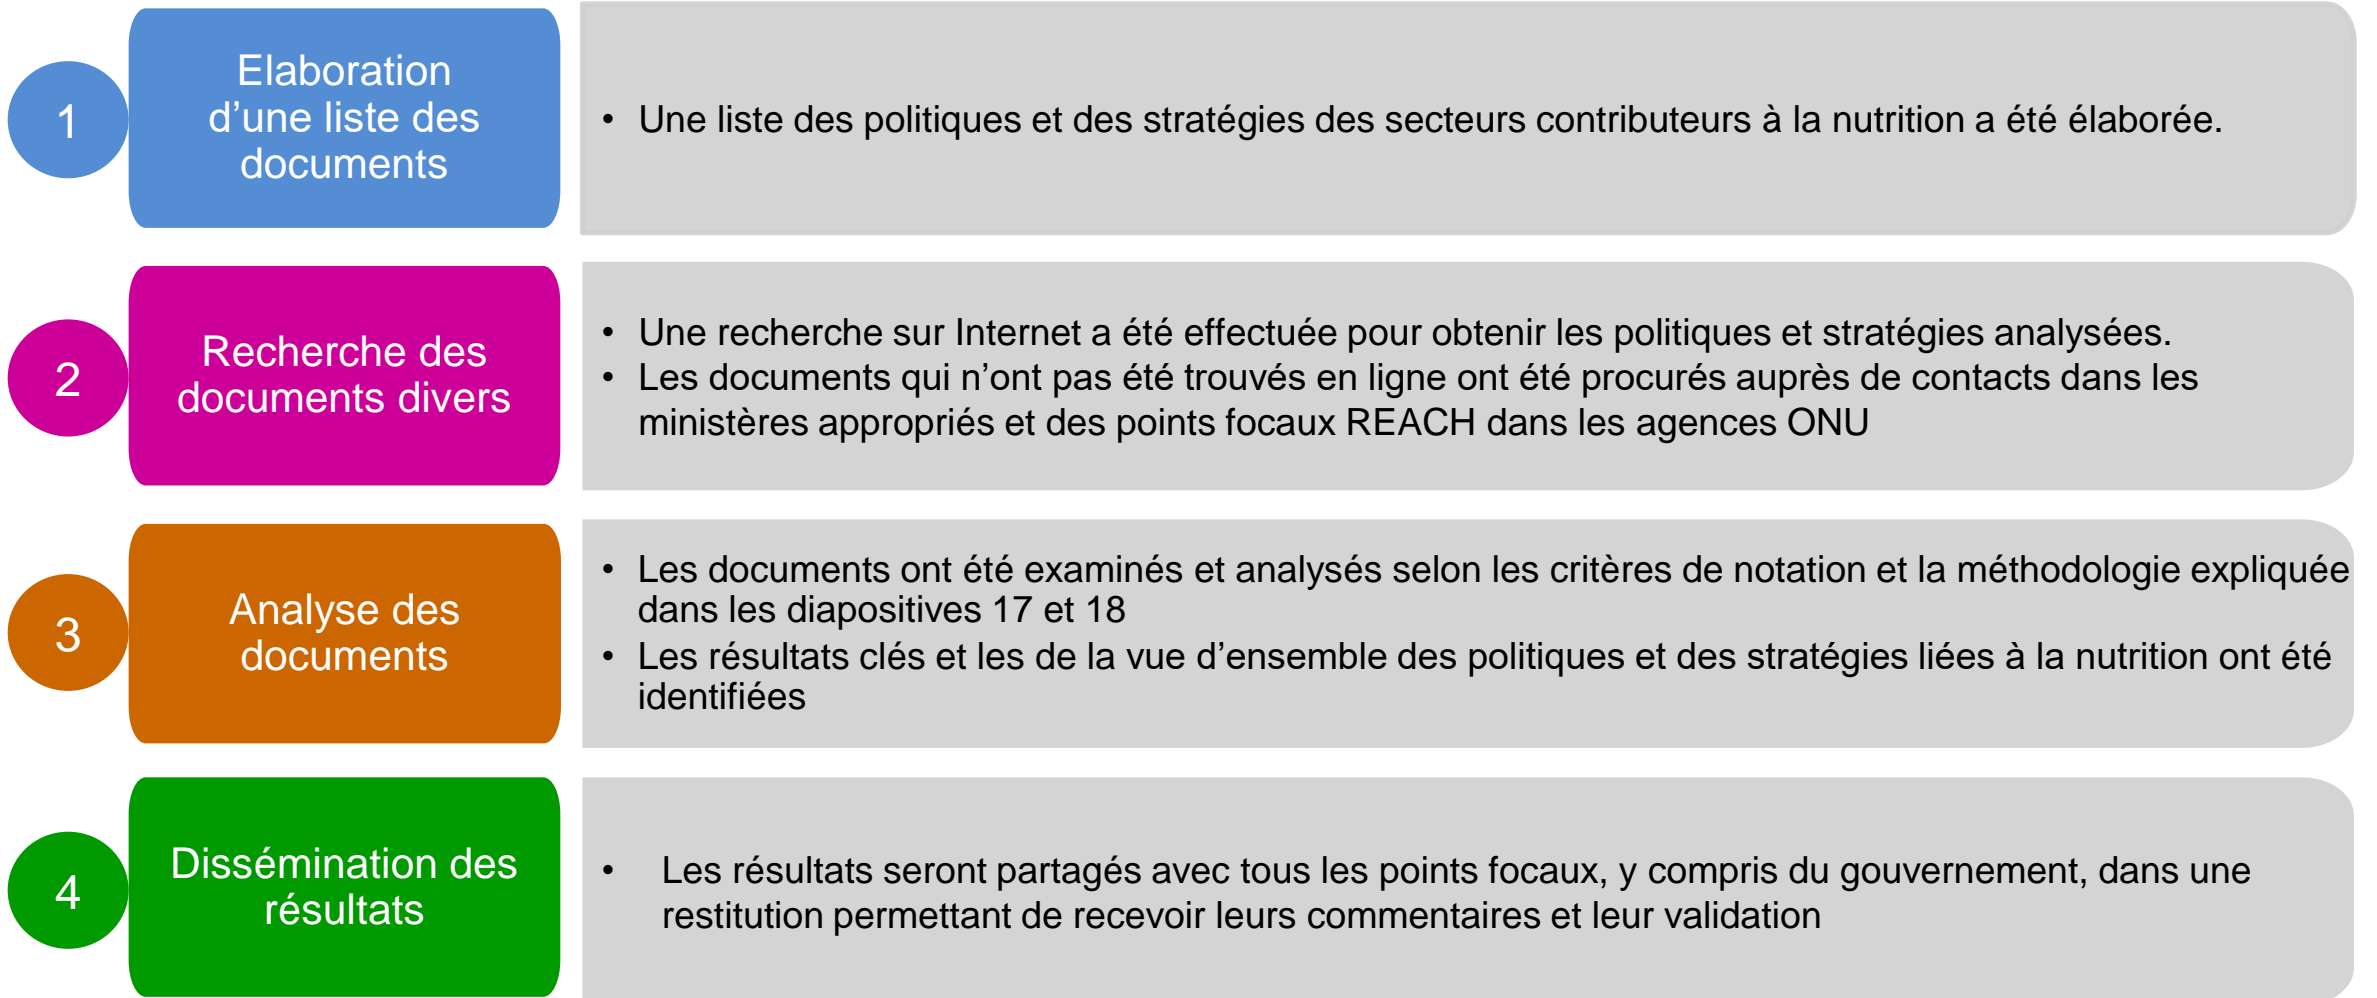 1
Elaboration
d’une liste des
documents
• Une liste des politiques et des stratégies des secteurs contributeurs à la nutrition a été élaborée.
2
Recherche des
documents divers
• Une recherche sur Internet a été effectuée pour obtenir les politiques et stratégies analysées.
• Les documents qui n’ont pas été trouvés en ligne ont été procurés auprès de contacts dans les
ministères appropriés et des points focaux REACH dans les agences ONU
3
Analyse des
documents
• Les documents ont été examinés et analysés selon les critères de notation et la méthodologie expliquée
dans les diapositives 17 et 18
• Les résultats clés et les de la vue d’ensemble des politiques et des stratégies liées à la nutrition ont été
identifiées
4
Dissémination des
résultats
• Les résultats seront partagés avec tous les points focaux, y compris du gouvernement, dans une
restitution permettant de recevoir leurs commentaires et leur validation